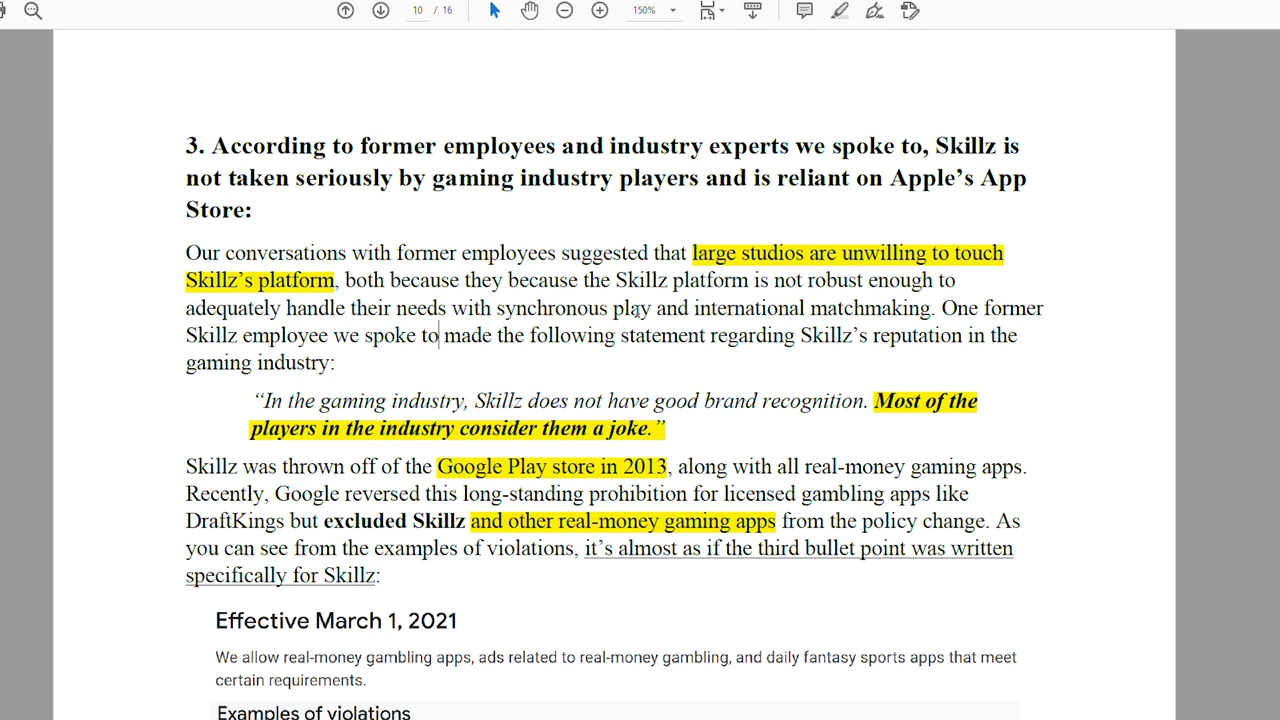 10 / 16
150%
3. According to former employees and industry experts we spoke to, Skillz is
not taken seriously by gaming industry players and is reliant on Apple’s App
Store:
Our conversations with former employees suggested that large studios are unwilling to touch
Skillz’s platform, both because they because the Skillz platform is not robust enough to
adequately handle their needs with synchronous play and international matchmaking. One former
Skillz employee we spoke to made the following statement regarding Skillz’s reputation in the
gaming industry:
“In the gaming industry, Skillz does not have good brand recognition. Most of the
players in the industry consider them a joke.”
Skillz was thrown off of the Google Play store in 2013, along with all real-money gaming apps.
Recently, Google reversed this long-standing prohibition for licensed gambling apps like
DraftKings but excluded Skillz and other real-money gaming apps from the policy change. As
you can see from the examples of violations, it’s almost as if the third bullet point was written
specifically for Skillz:
Effective March 1, 2021
We allow real-money gambling apps, ads related to real-money gambling, and daily fantasy sports apps that meet
certain requirements.
Examples of violations